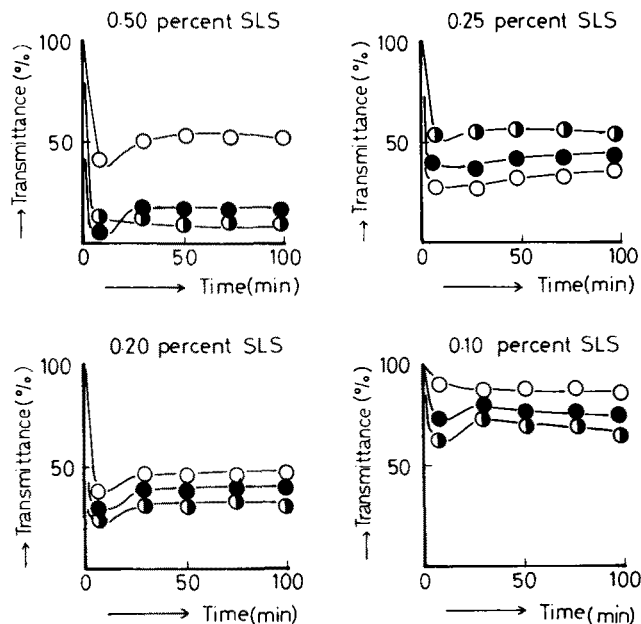 0.50 percent SLS
100
50
→ Transmittance (%)
0 50 100
→ Time(min)
0.25 percent SLS
100
50
→ Transmittance (%)
0 50 100
→ Time(min)
0.20 percent SLS
100
50
→ Transmittance (%)
0 50 100
→ Time(min)
0.10 percent SLS
100
50
→ Transmittance (%)
0 50 100
→ Time(min)